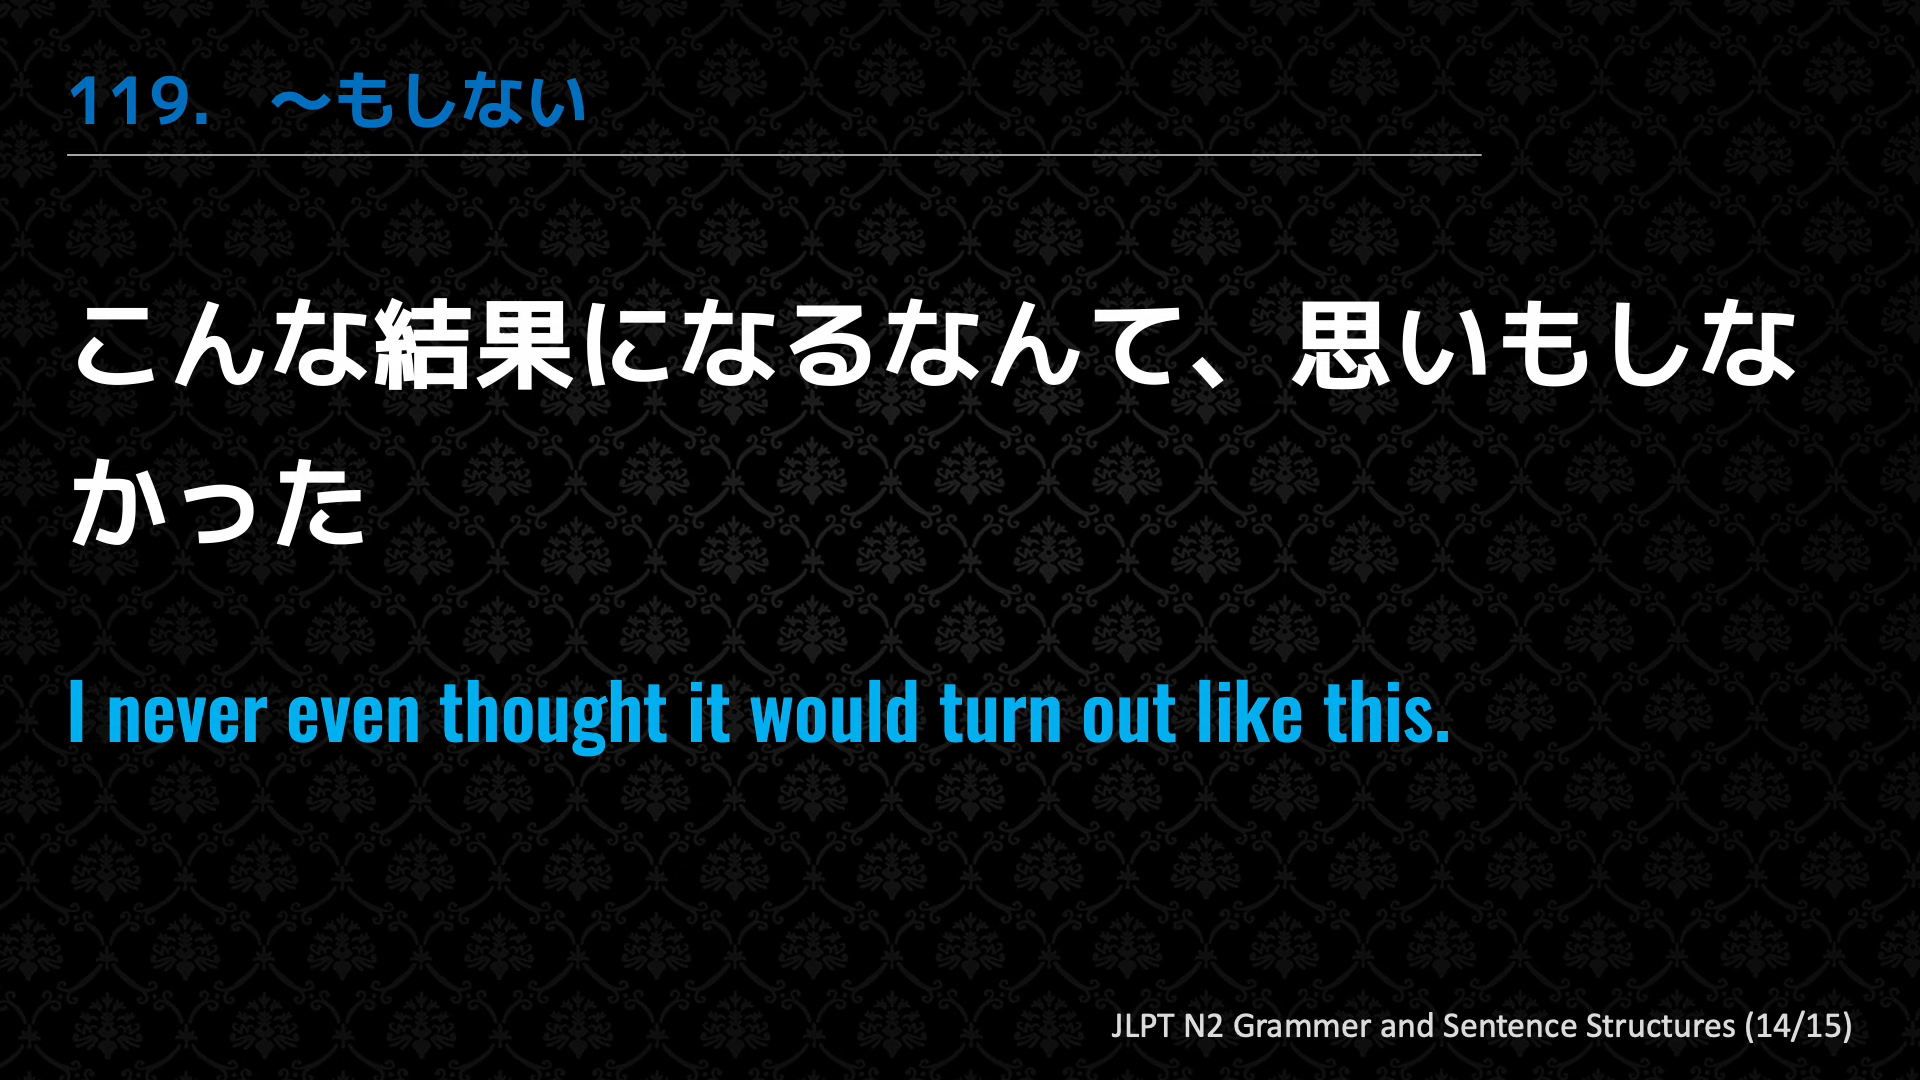 119.　～もしない
こんな結果になるなんて、思いもしな
かった
I never even thought it would turn out like this.
JLPT N2 Grammer and Sentence Structures (14/15)